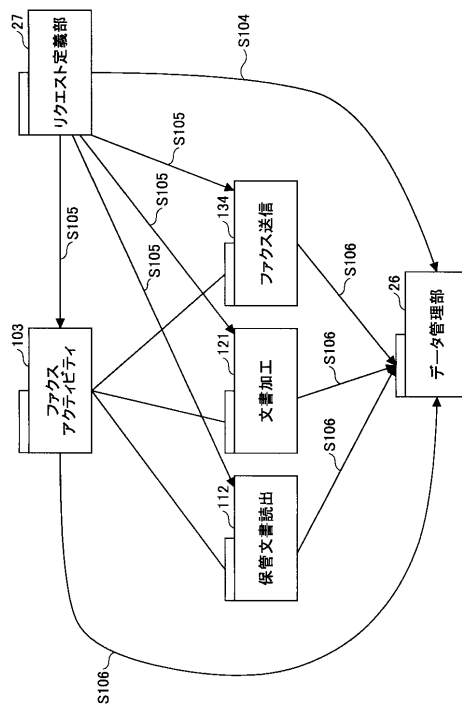 27
リクエスト定義部
S104
S105
S105
S105
S105
103
ファクス
アクティビティ
134
ファクス送信
121
文書加工
112
保管文書読出
S106
S106
S106
S106
26
データ管理部